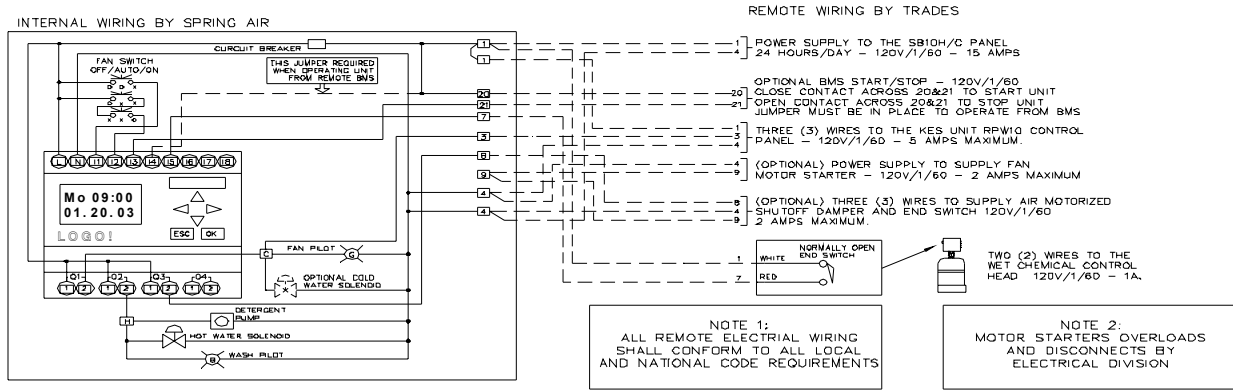 INTERNAL WIRING BY SPRING AIR
REMOTE WIRING BY TRADES
CURCUIT BREAKER
FAN SWITCH
OFF/AUTO/ON
THIS JUMPER REQUIRED
WHEN OPERATING UNIT
FROM REMOTE BMS
L N I1 I2 I3 I4 I5 I6 I7 I8
Mo 09:00
01.20.03
LOGO!
ESC OK
Q1 Q2 Q3 Q4
1 2 1 2 1 2 1 2
C
FAN PILOT
G
OPTIONAL COLD
WATER SOLENOID
H
DETERGENT
PUMP
HOT WATER SOLENOID
WASH PILOT
1
1
20
21
7
3
8
9
4
4
1
4
POWER SUPPLY TO THE SB10H/C PANEL
24 HOURS/DAY - 120V/1/60 - 15 AMPS
20
21
OPTIONAL BMS START/STOP - 120V/1/60
CLOSE CONTACT ACROSS 20&21 TO START UNIT
OPEN CONTACT ACROSS 20&21 TO STOP UNIT
JUMPER MUST BE IN PLACE TO OPERATE FROM BMS
1
3
4
THREE (3) WIRES TO THE KES UNIT RPW10 CONTROL
PANEL - 120V/1/60 - 5 AMPS MAXIMUM.
4
9
(OPTIONAL) POWER SUPPLY TO SUPPLY FAN
MOTOR STARTER - 120V/1/60 - 2 AMPS MAXIMUM
8
4
9
(OPTIONAL) THREE (3) WIRES TO SUPPLY AIR MOTORIZED
SHUTOFF DAMPER AND END SWITCH 120V/1/60
2 AMPS MAXIMUM.
1
7
WHITE
RED
NORMALLY OPEN
END SWITCH
TWO (2) WIRES TO THE
WET CHEMICAL CONTROL
HEAD 120V/1/60 - 1A.
NOTE 1:
ALL REMOTE ELECTRIAL WIRING
SHALL CONFORM TO ALL LOCAL
AND NATIONAL CODE REQUIREMENTS
NOTE 2:
MOTOR STARTERS OVERLOADS
AND DISCONNECTS BY
ELECTRICAL DIVISION